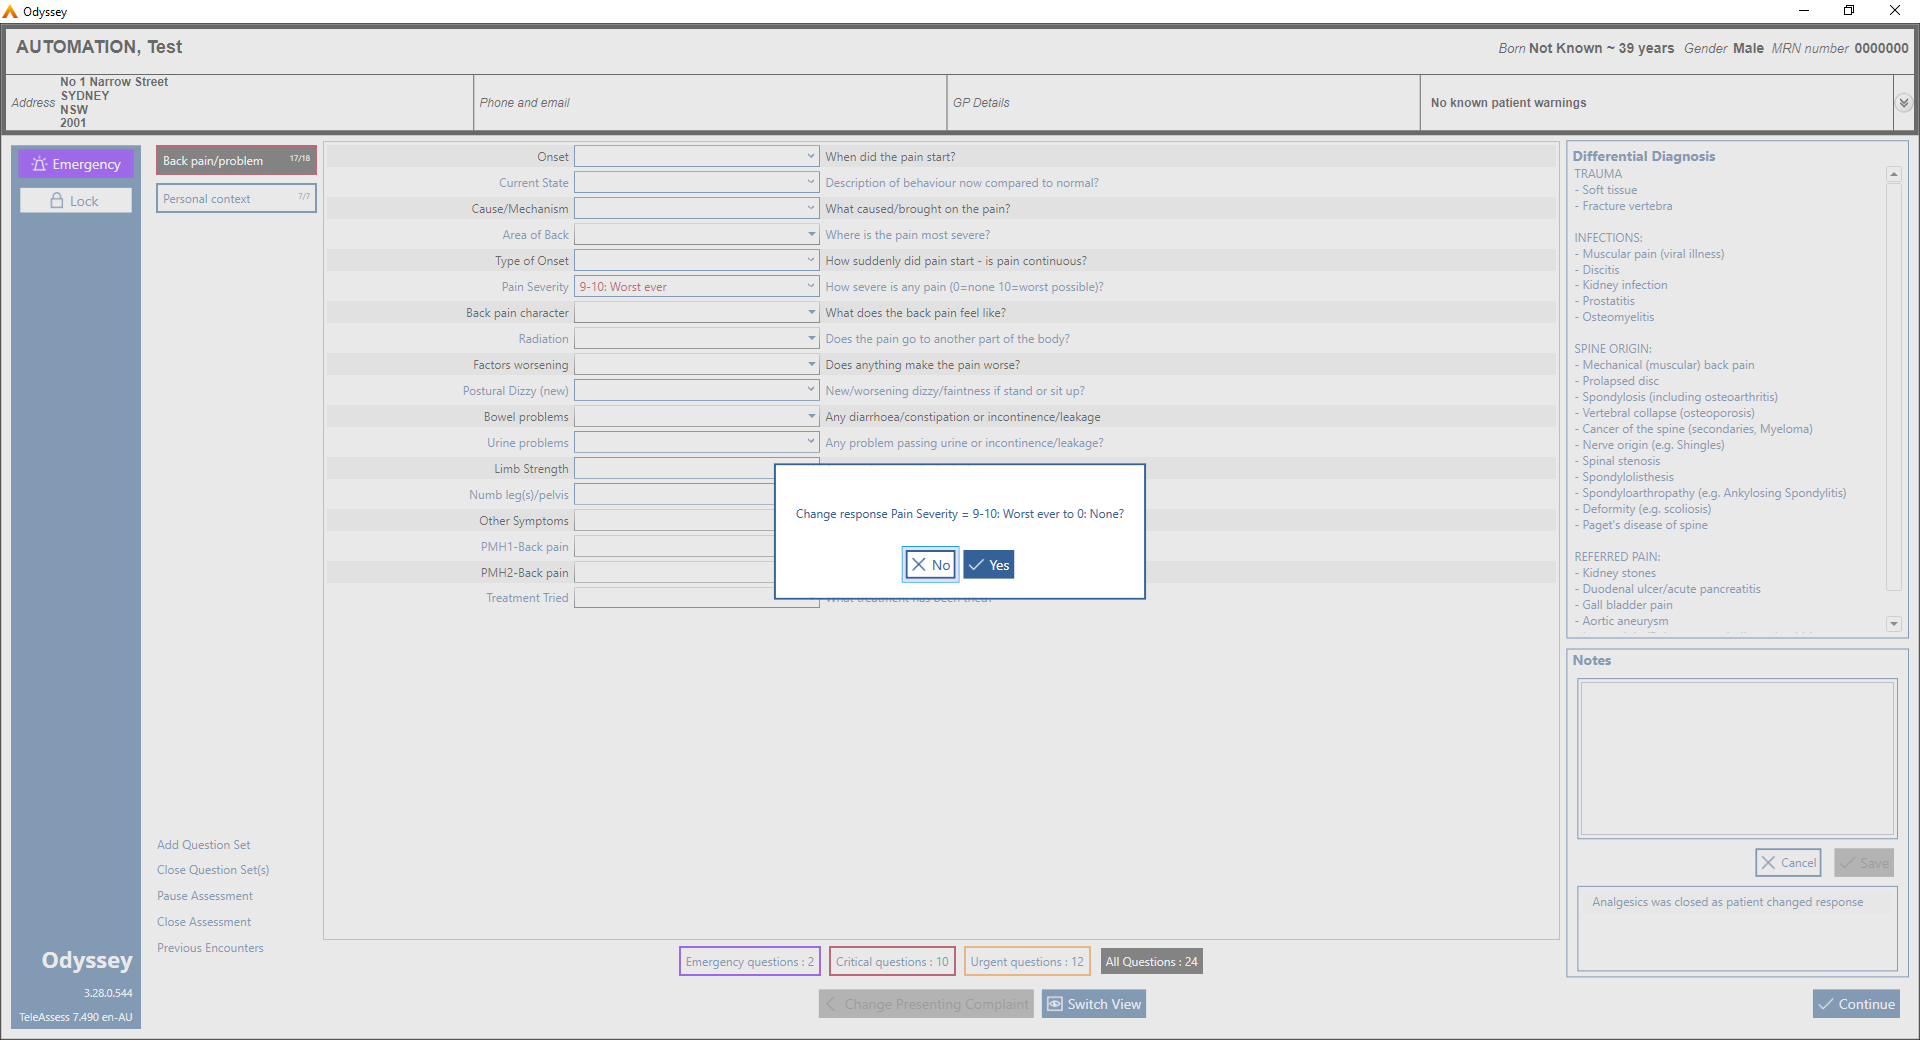 Odyssey
AUTOMATION, Test
Born Not Known ~ 39 years Gender Male MRN number 0000000
Address
No 1 Narrow Street
SYDNEY
NSW
2001
Phone and email
GP Details
No known patient warnings
Emergency
Lock
Back pain/problem 17/18
Personal context 7/7
Onset When did the pain start?
Current State Description of behaviour now compared to normal?
Cause/Mechanism What caused/brought on the pain?
Area of Back Where is the pain most severe?
Type of Onset How suddenly did pain start - is pain continuous?
Pain Severity 9-10: Worst ever How severe is any pain (0=none 10=worst possible)?
Back pain character What does the back pain feel like?
Radiation Does the pain go to another part of the body?
Factors worsening Does anything make the pain worse?
Postural Dizzy (new) New/worsening dizzy/faintness if stand or sit up?
Bowel problems Any diarrhoea/constipation or incontinence/leakage
Urine problems Any problem passing urine or incontinence/leakage?
Limb Strength
Numb leg(s)/pelvis
Other Symptoms
PMH1-Back pain
PMH2-Back pain
Treatment Tried
Change response Pain Severity = 9-10: Worst ever to 0: None?
No Yes
Differential Diagnosis
TRAUMA
- Soft tissue
- Fracture vertebra
INFECTIONS:
- Muscular pain (viral illness)
- Discitis
- Kidney infection
- Prostatitis
- Osteomyelitis
SPINE ORIGIN:
- Mechanical (muscular) back pain
- Prolapsed disc
- Spondylosis (including osteoarthritis)
- Vertebral collapse (osteoporosis)
- Cancer of the spine (secondaries, Myeloma)
- Nerve origin (e.g. Shingles)
- Spinal stenosis
- Spondylolisthesis
- Spondyloarthropathy (e.g. Ankylosing Spondylitis)
- Deformity (e.g. scoliosis)
- Paget's disease of spine
REFERRED PAIN:
- Kidney stones
- Duodenal ulcer/acute pancreatitis
- Gall bladder pain
- Aortic aneurysm
Notes
Cancel Save
Analgesics was closed as patient changed response
Add Question Set
Close Question Set(s)
Pause Assessment
Close Assessment
Previous Encounters
Odyssey
3.28.0.544
TeleAssess 7.490 en-AU
Emergency questions : 2 Critical questions : 10 Urgent questions : 12 All Questions : 24
Change Presenting Complaint Switch View Continue